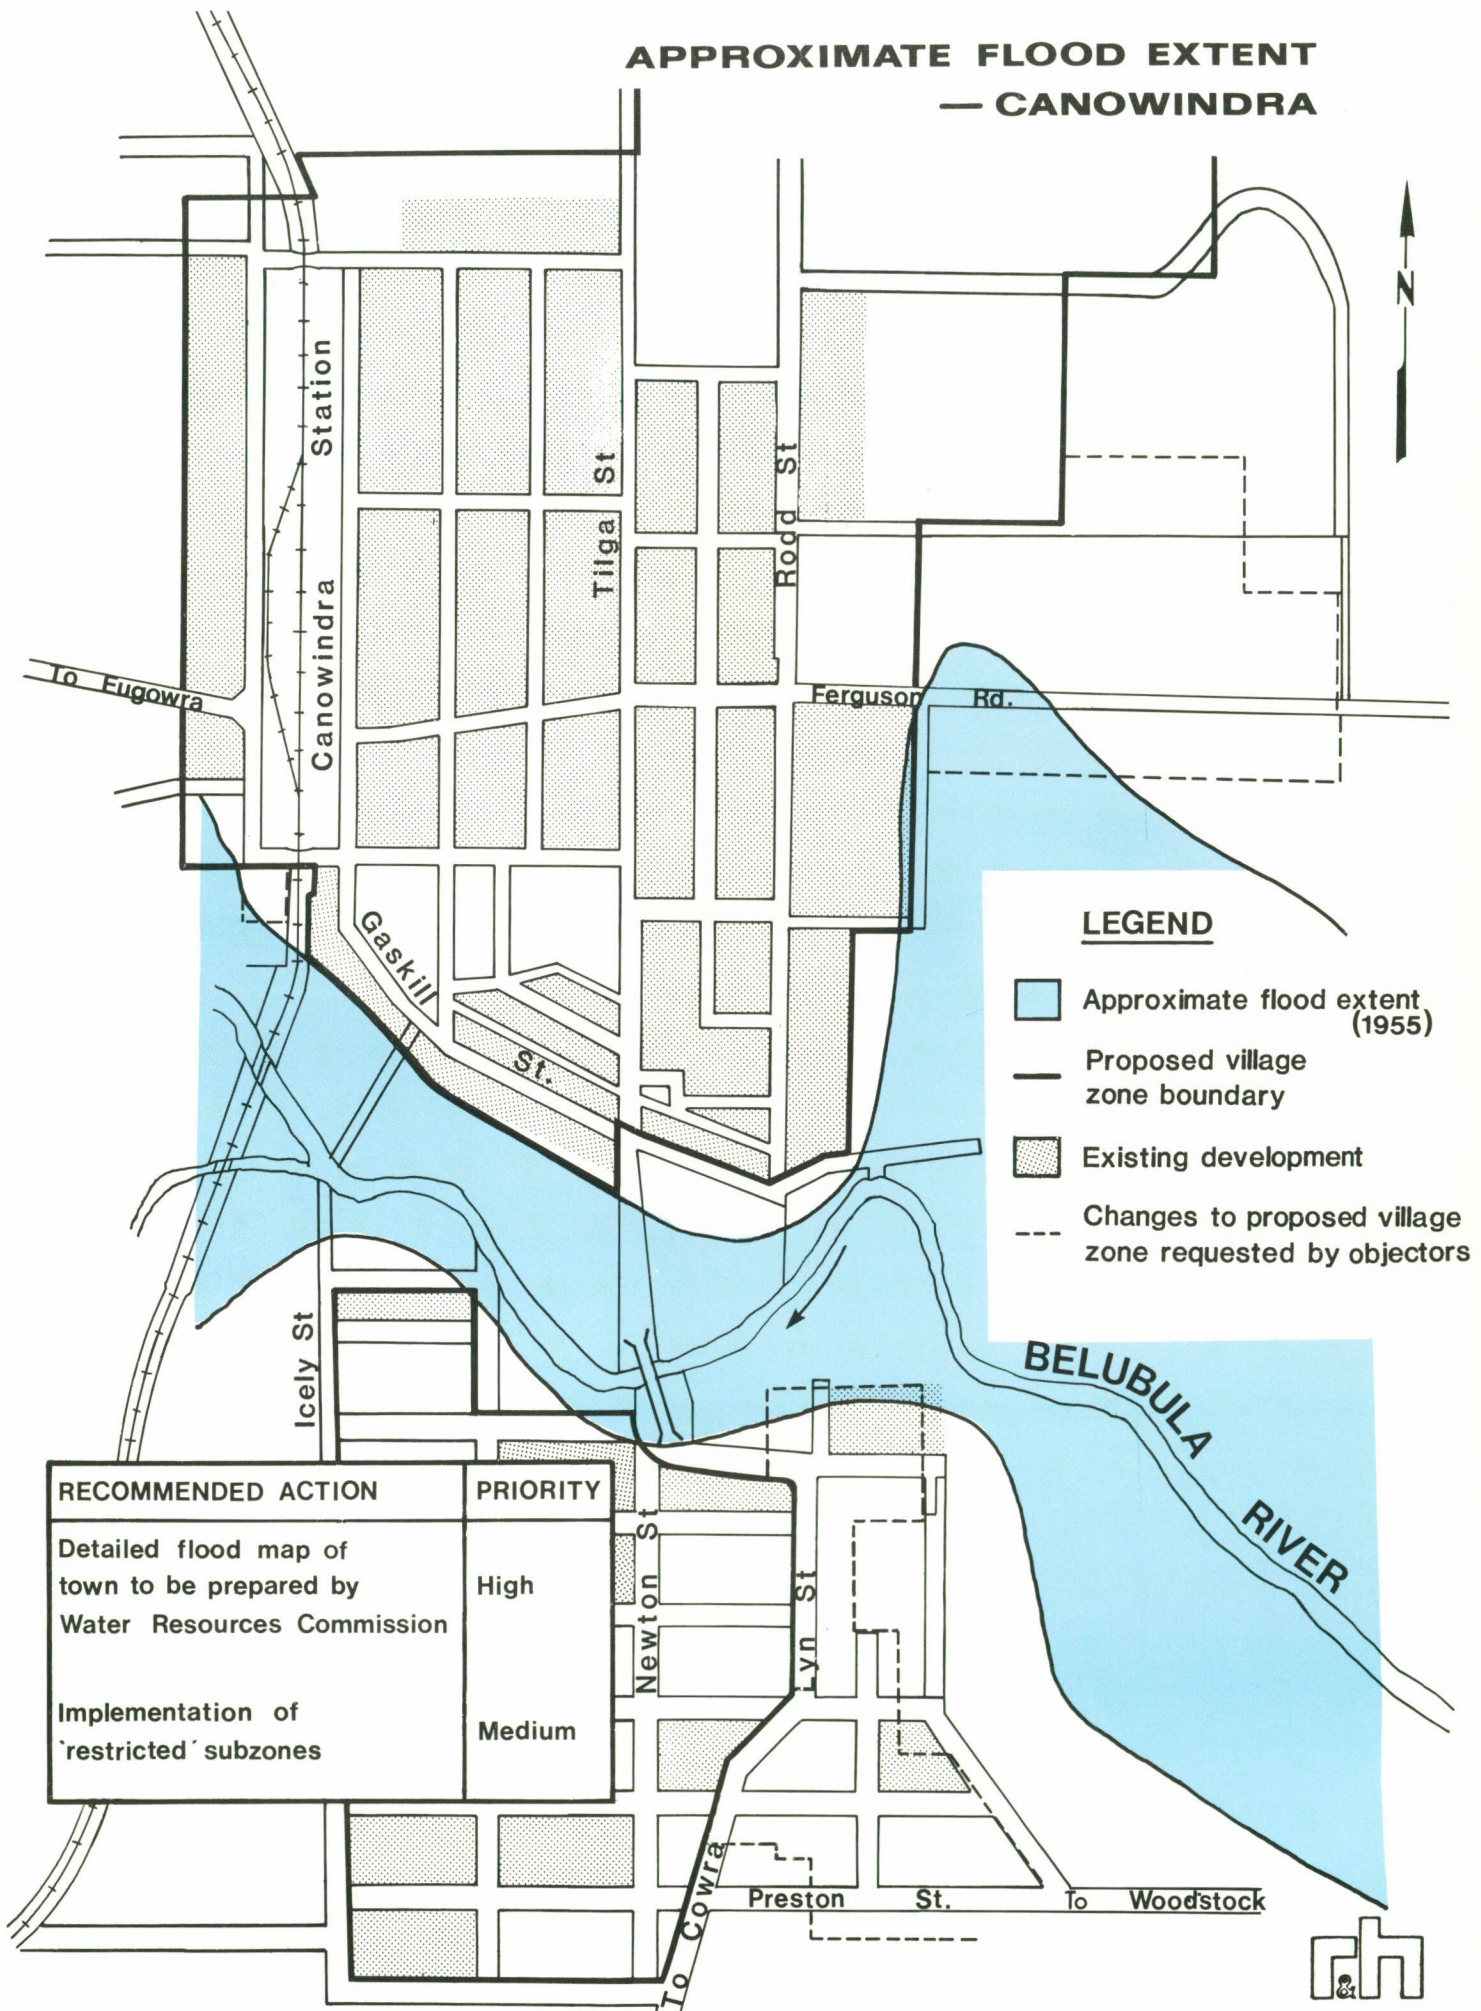 APPROXIMATE FLOOD EXTENT
— CANOWINDRA
N
Station
Canowindra
Tilga St
Rodd St
To Eugowra
Ferguson Rd.
Gaskill
St.
LEGEND
Approximate flood extent
(1955)
Proposed village
zone boundary
Existing development
Changes to proposed village
zone requested by objectors
Icely St
BELUBULA
RIVER
RECOMMENDED ACTION
PRIORITY
Detailed flood map of
town to be prepared by
Water Resources Commission
High
Implementation of
'restricted' subzones
Medium
Newton St
Lyn St
To Cowra
Preston St.
To Woodstock
r&h